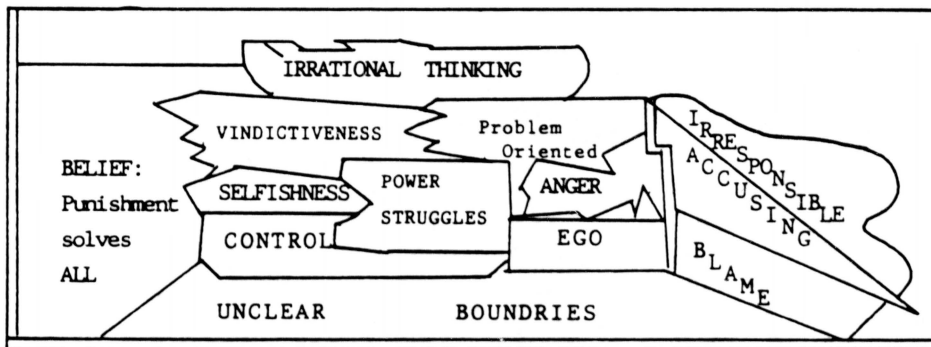 IRRATIONAL THINKING
VINDICTIVENESS
Problem
Oriented
IRRESPONSIBLE
ACCUSING
BELIEF:
Punishment
solves
ALL
SELFISHNESS
POWER
STRUGGLES
ANGER
CONTROL
EGO
BLAME
UNCLEAR BOUNDRIES